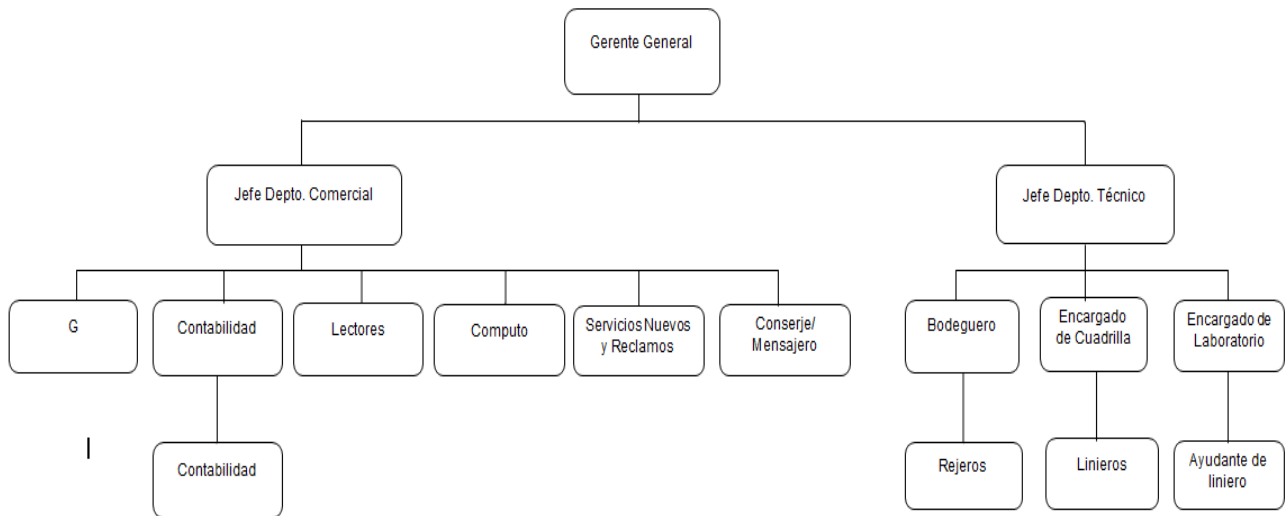 Gerente General
Jefe Depto. Comercial
Jefe Depto. Técnico
G
Contabilidad
Lectores
Computo
Servicios Nuevos
y Reclamos
Conserje/
Mensajero
Bodeguero
Encargado
de Cuadrilla
Encargado de
Laboratorio
Contabilidad
Rejeros
Linieros
Ayudante de
liniero